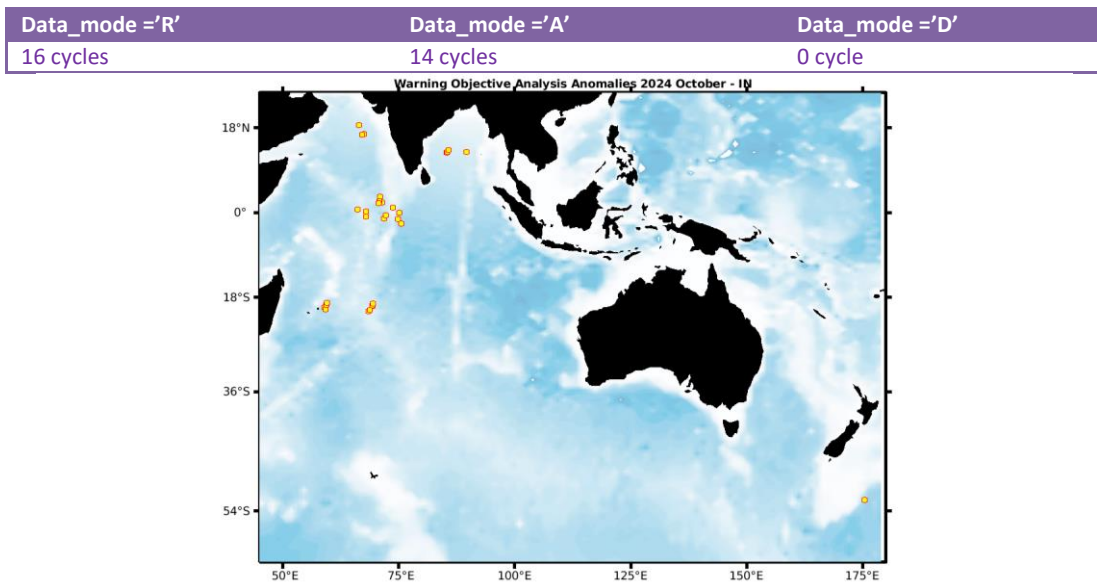 Data_mode =’R’ Data_mode =’A’ Data_mode =’D’
16 cycles 14 cycles 0 cycle
Warning Objective Analysis Anomalies 2024 October - IN
18°N
0°
18°S
36°S
54°S
50°E 75°E 100°E 125°E 150°E 175°E